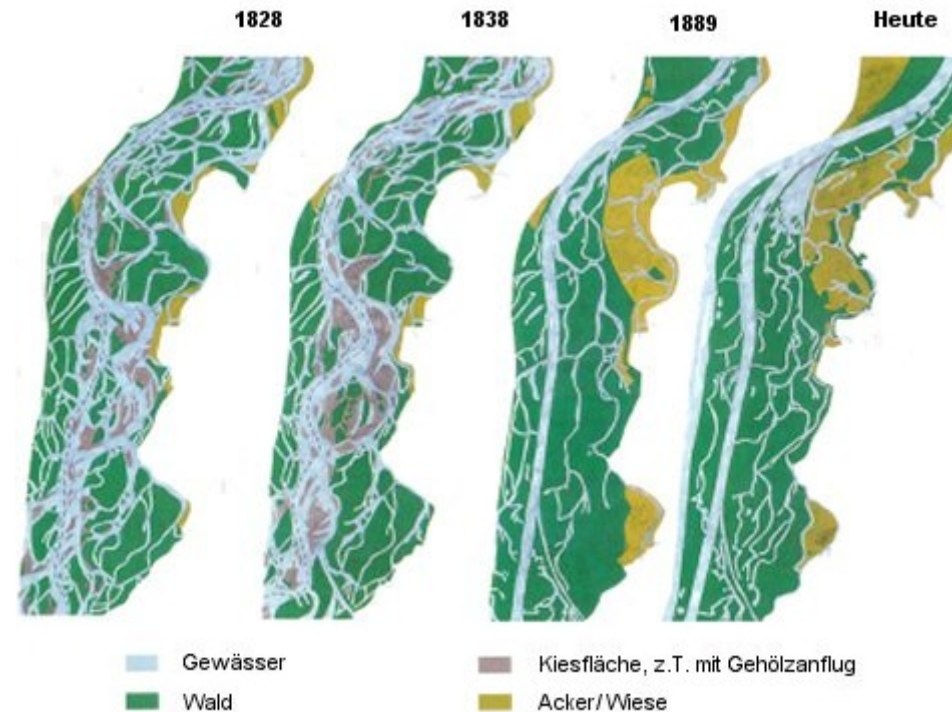 1828 1838 1889 Heute
Gewässer
Kiesfläche, z.T. mit Gehölzanflug
Wald
Acker/Wiese